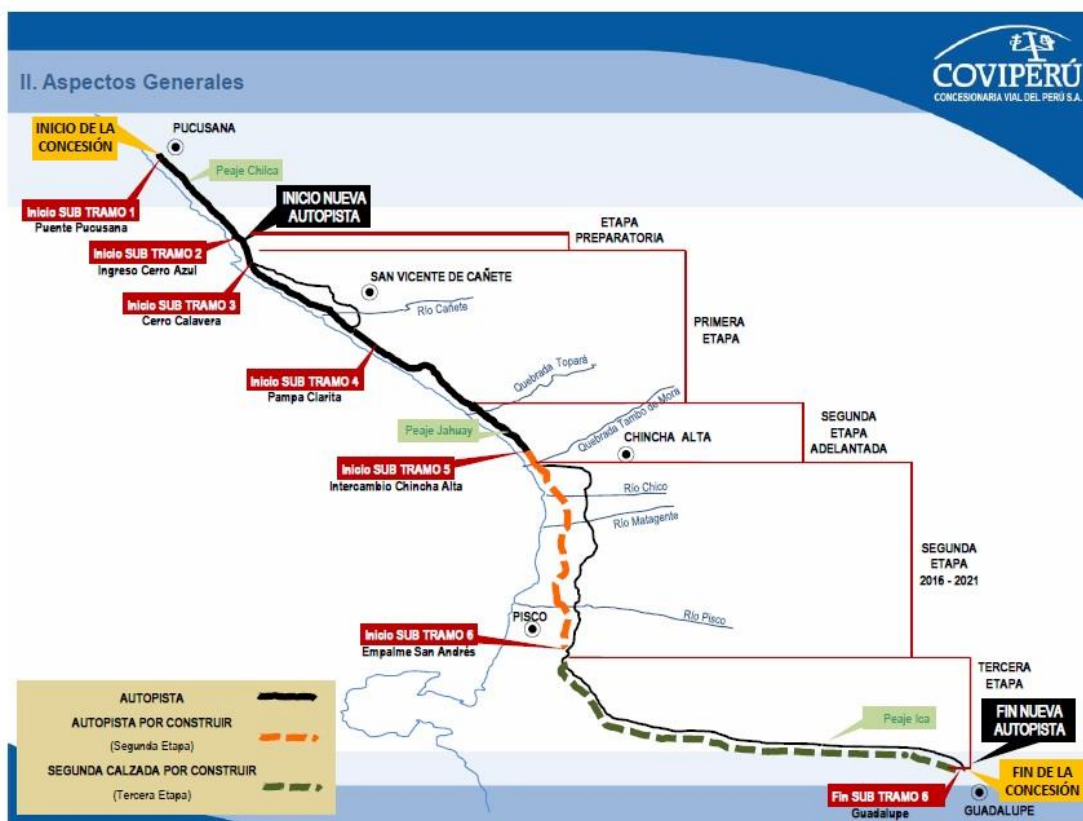 COVIPERÚ
CONCESIONARIA VIAL DEL PERÚ S.A.
II. Aspectos Generales
INICIO DE LA
CONCESIÓN
PUCUSANA
Peaje Chilca
Inicio SUB TRAMO 1
Puente Pucusana
INICIO NUEVA
AUTOPISTA
Inicio SUB TRAMO 2
Ingreso Cerro Azul
ETAPA
PREPARATORIA
Inicio SUB TRAMO 3
Cerro Calavera
SAN VICENTE DE CAÑETE
Río Cañete
PRIMERA
ETAPA
Inicio SUB TRAMO 4
Pampa Clarita
Quebrada Topará
Peaje Jahuay
Quebrada Tambo de Mora
CHINCHA ALTA
SEGUNDA
ETAPA
ADELANTADA
Inicio SUB TRAMO 5
Intercambio Chincha Alta
Río Chico
Río Matagente
SEGUNDA
ETAPA
2016 - 2021
PISCO
Río Pisco
Inicio SUB TRAMO 6
Empalme San Andrés
TERCERA
ETAPA
Peaje Ica
FIN NUEVA
AUTOPISTA
FIN DE LA
CONCESIÓN
Fin SUB TRAMO 6
Guadalupe
GUADALUPE
AUTOPISTA
AUTOPISTA POR CONSTRUIR
(Segunda Etapa)
SEGUNDA CALZADA POR CONSTRUIR
(Tercera Etapa)